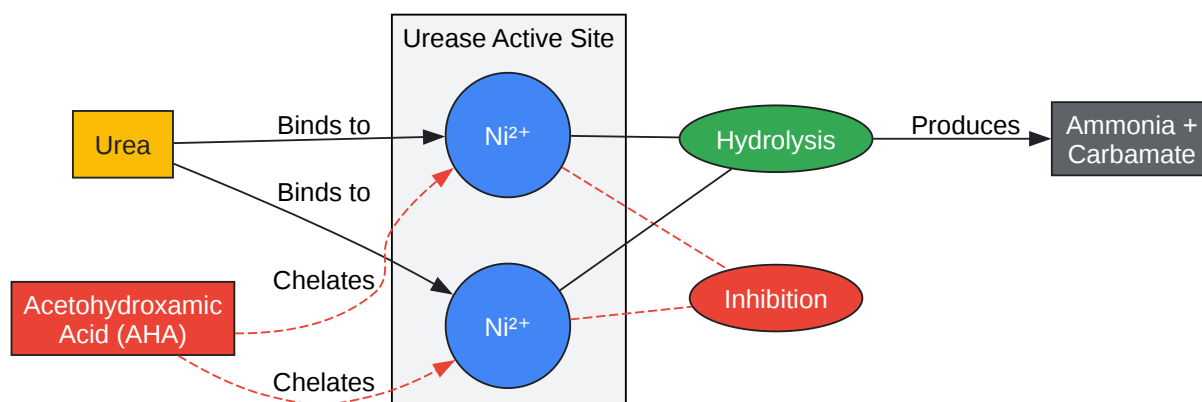 Urease Active Site
Urea
Binds to
Ni²⁺
Hydrolysis
Produces
Ammonia +
Carbamate
Binds to
Chelates
Acetohydroxamic
Acid (AHA)
Ni²⁺
Inhibition
Chelates